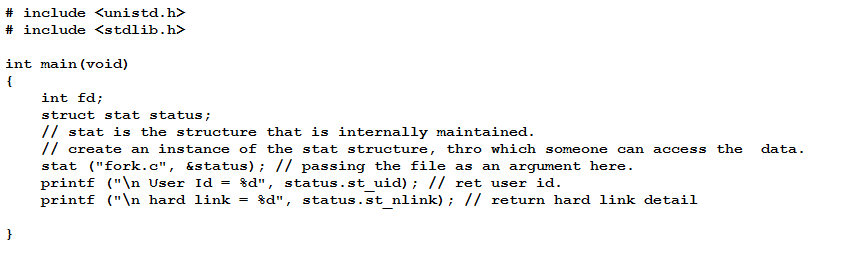 # include <unistd.h>
# include <stdlib.h>

int main(void)
{
    int fd;
    struct stat status;
    // stat is the structure that is internally maintained.
    // create an instance of the stat structure, thro which someone can access the  data.
    stat ("fork.c", &status); // passing the file as an argument here.
    printf ("\n User Id = %d", status.st_uid); // ret user id.
    printf ("\n hard link = %d", status.st_nlink); // return hard link detail

}